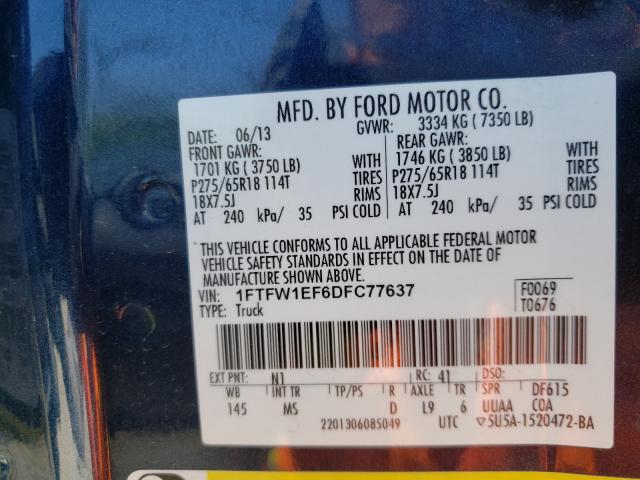 MFD. BY FORD MOTOR CO.
DATE: 06/13 GVWR: 3334 KG ( 7350 LB)
FRONT GAWR: REAR GAWR:
1701 KG ( 3750 LB) WITH 1746 KG ( 3850 LB) WITH
P275/65R18 114T TIRES P275/65R18 114T TIRES
18X7.5J RIMS 18X7.5J RIMS
AT 240 kPa/ 35 PSI COLD AT 240 kPa/ 35 PSI COLD
THIS VEHICLE CONFORMS TO ALL APPLICABLE FEDERAL MOTOR
VEHICLE SAFETY STANDARDS IN EFFECT ON THE DATE OF
MANUFACTURE SHOWN ABOVE.
VIN: 1FTFW1EF6DFC77637 F0069
TYPE: Truck T0676
EXT PNT: N1 RC: 41 DSO:
WB INT TR TP/PS R AXLE TR SPR DF615
145 MS D L9 6 UUAA COA
2201306085049 UTC ▽5U5A-1520472-BA